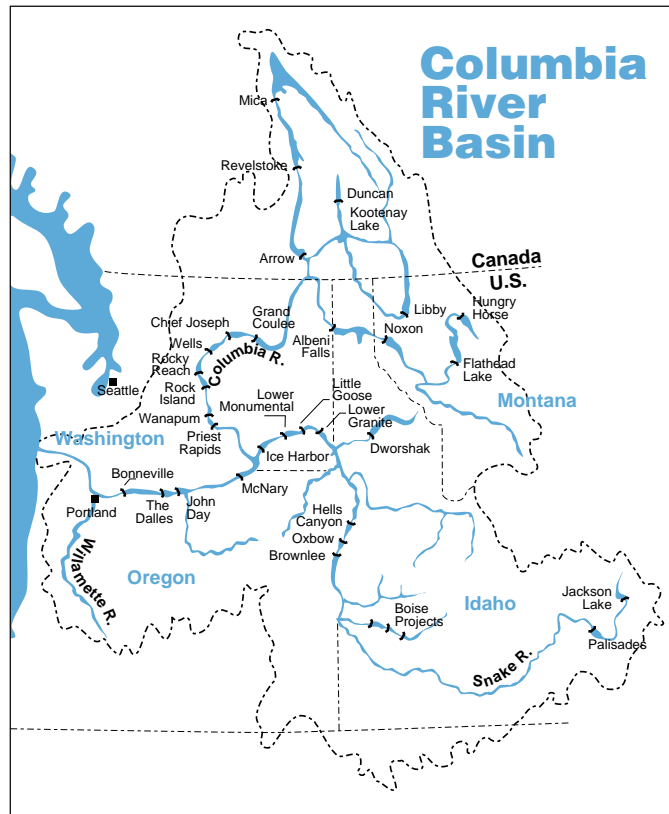 Columbia
River
Basin
Mica
Revelstoke
Duncan
Kootenay
Lake
Arrow
Canada
U.S.
Libby
Hungry
Horse
Grand
Coulee
Chief Joseph
Albeni
Falls
Noxon
Wells
Columbia R.
Rocky
Reach
Flathead
Lake
Seattle
Rock
Island
Little
Goose
Lower
Monumental
Montana
Wanapum
Lower
Granite
Washington
Priest
Rapids
Dworshak
Ice Harbor
Bonneville
McNary
The
Dalles
John
Day
Portland
Hells
Canyon
Oxbow
Brownlee
Willamette R.
Oregon
Idaho
Jackson
Lake
Boise
Projects
Palisades
Snake R.